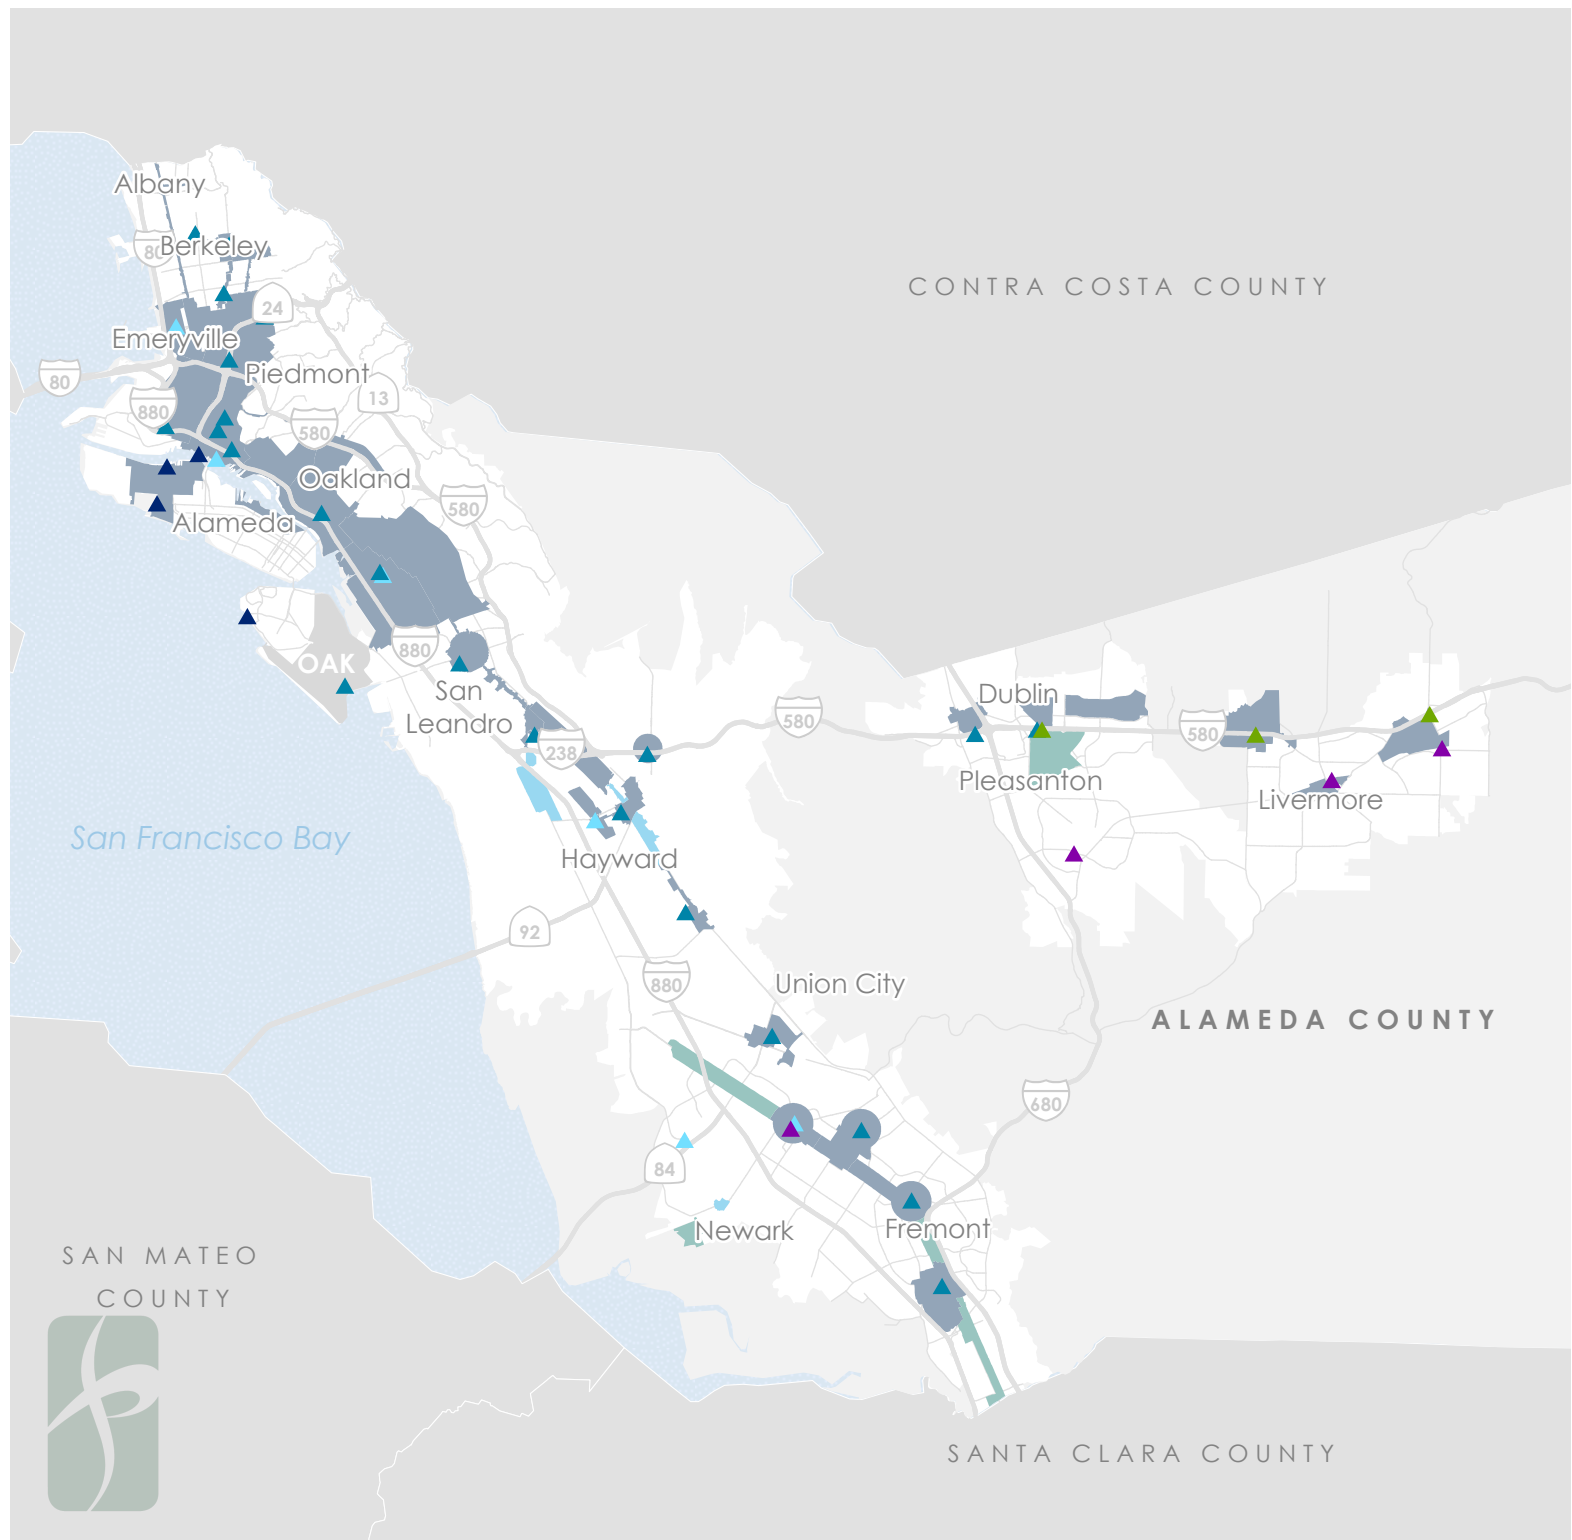 Albany
80
Berkeley
CONTRA COSTA COUNTY
24
Emeryville
Piedmont
80
13
880
580
Oakland
580
Alameda
880
OAK
San
Leandro
Dublin
580
580
238
Pleasanton
Livermore
San Francisco Bay
Hayward
92
880
Union City
ALAMEDA COUNTY
680
84
Newark
Fremont
SAN MATEO
COUNTY
SANTA CLARA COUNTY